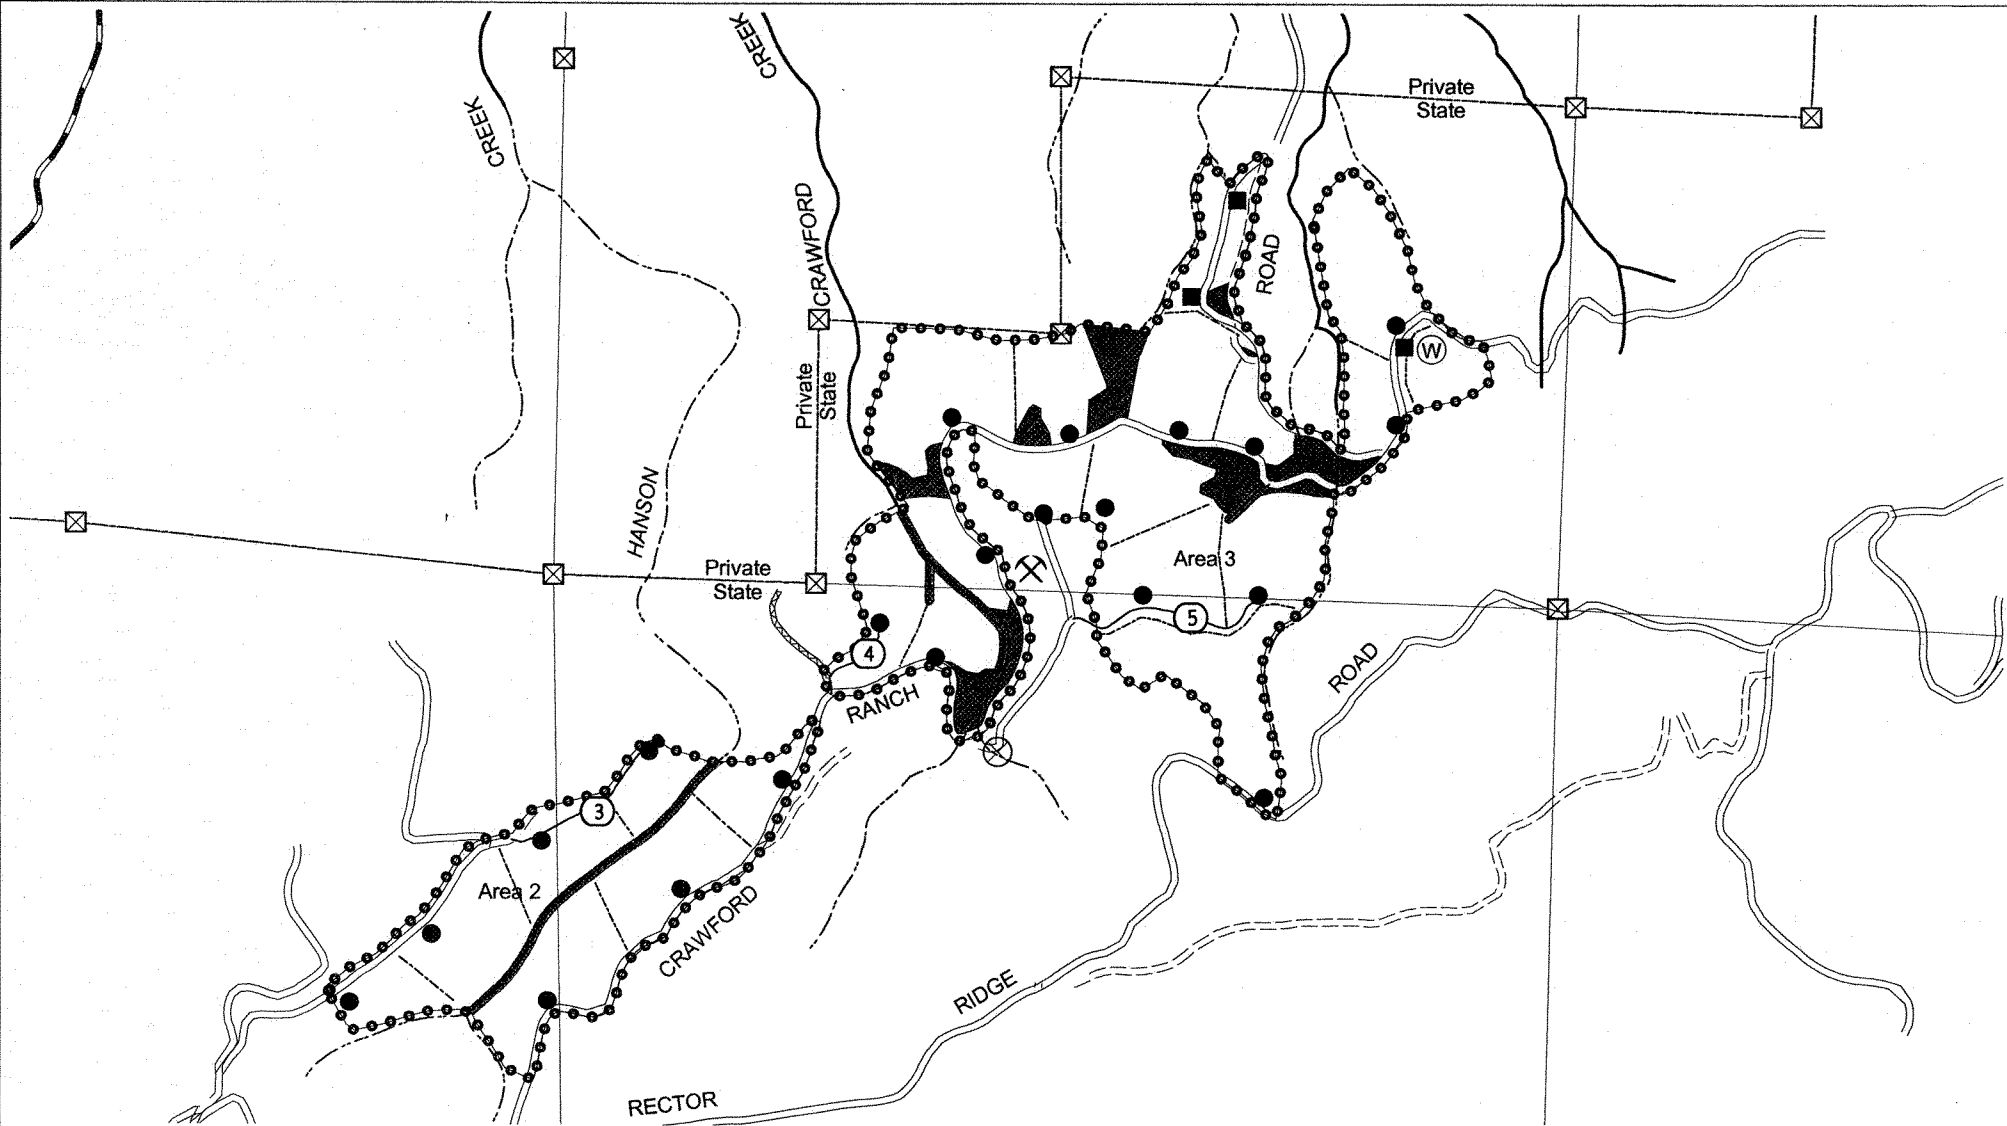 CREEK
CREEK
Private
State
CRAWFORD
ROAD
W
Private
State
HANSON
Private
State
Area 3
5
4
ROAD
RANCH
3
Area 2
CRAWFORD
RIDGE
RECTOR